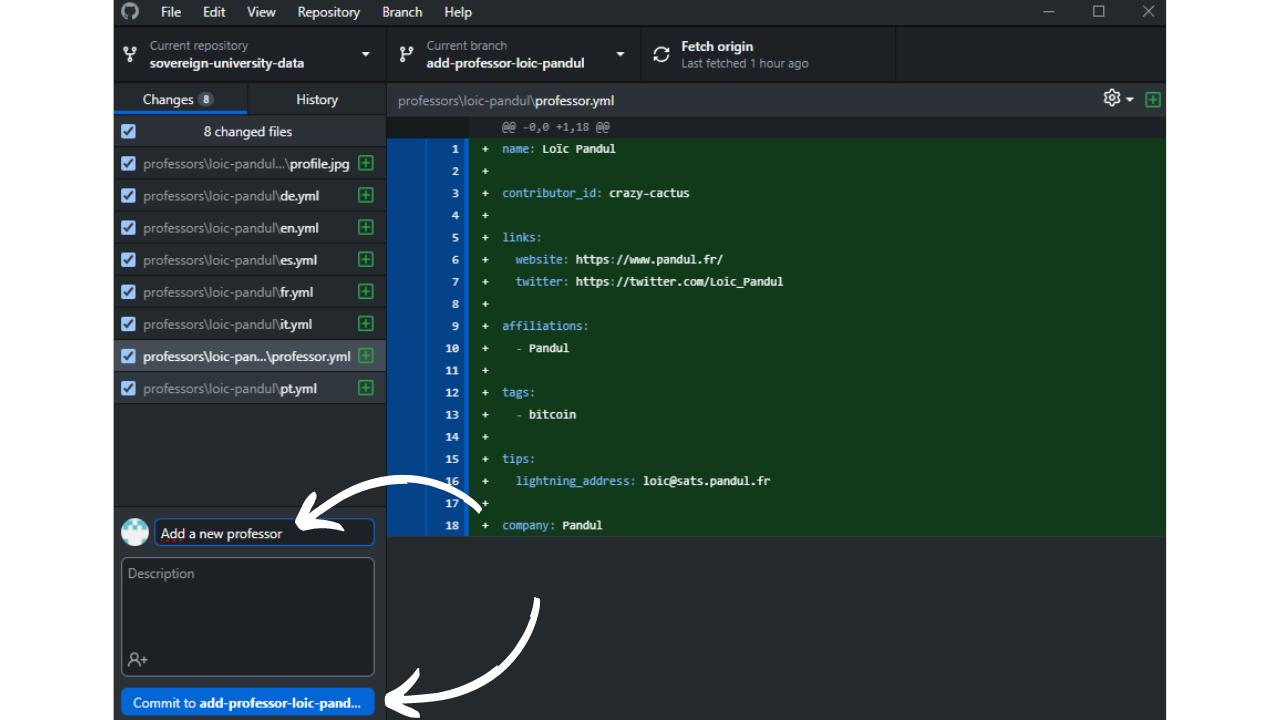 File Edit View Repository Branch Help
Current repository
sovereign-university-data
Current branch
add-professor-loic-pandul
Fetch origin
Last fetched 1 hour ago
Changes 8
History
8 changed files
professors\loic-pandul...\profile.jpg
professors\loic-pandul\de.yml
professors\loic-pandul\en.yml
professors\loic-pandul\es.yml
professors\loic-pandul\fr.yml
professors\loic-pandul\it.yml
professors\loic-pan...\professor.yml
professors\loic-pandul\pt.yml
Add a new professor
Description
Commit to add-professor-loic-pand...
professors\loic-pandul\professor.yml
@@ -0,0 +1,18 @@
1 + name: Loïc Pandul
2 +
3 + contributor_id: crazy-cactus
4 +
5 + links:
6 + website: https://www.pandul.fr/
7 + twitter: https://twitter.com/Loic_Pandul
8 +
9 + affiliations:
10 + - Pandul
11 +
12 + tags:
13 + - bitcoin
14 +
15 + tips:
16 + lightning_address: loic@sats.pandul.fr
17 +
18 + company: Pandul